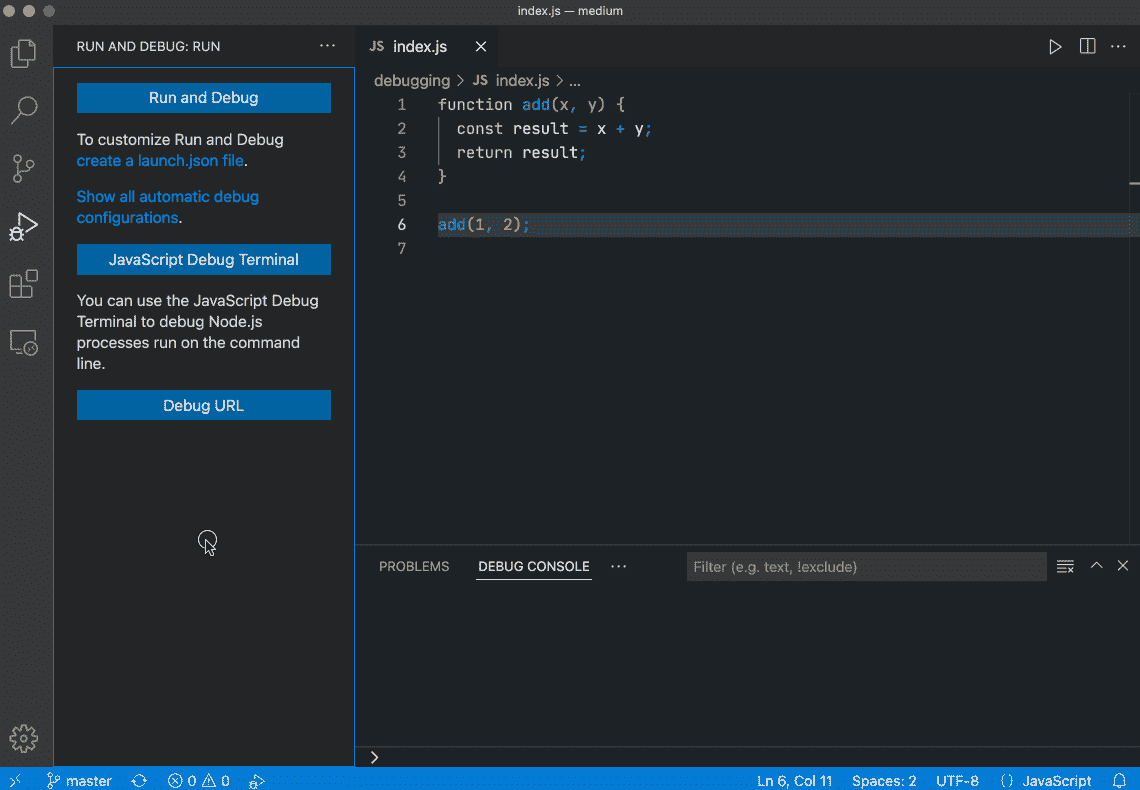 index.js — medium
RUN AND DEBUG: RUN
Run and Debug
To customize Run and Debug
create a launch.json file.
Show all automatic debug
configurations.
JavaScript Debug Terminal
You can use the JavaScript Debug
Terminal to debug Node.js
processes run on the command
line.
Debug URL
JS index.js
debugging > JS index.js > ...
1 function add(x, y) {
2 const result = x + y;
3 return result;
4 }
5
6 add(1, 2);
7
PROBLEMS DEBUG CONSOLE ... Filter (e.g. text, !exclude)
master 0 0 Ln 6, Col 11 Spaces: 2 UTF-8 () JavaScript